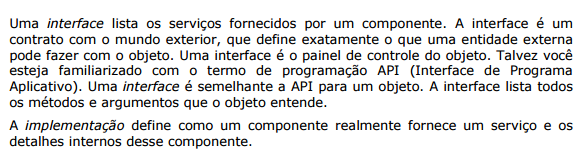 Uma interface lista os serviços fornecidos por um componente. A interface é um
contrato com o mundo exterior, que define exatamente o que uma entidade externa
pode fazer com o objeto. Uma interface é o painel de controle do objeto. Talvez você
esteja familiarizado com o termo de programação API (Interface de Programa
Aplicativo). Uma interface é semelhante a API para um objeto. A interface lista todos
os métodos e argumentos que o objeto entende.
A implementação define como um componente realmente fornece um serviço e os
detalhes internos desse componente.